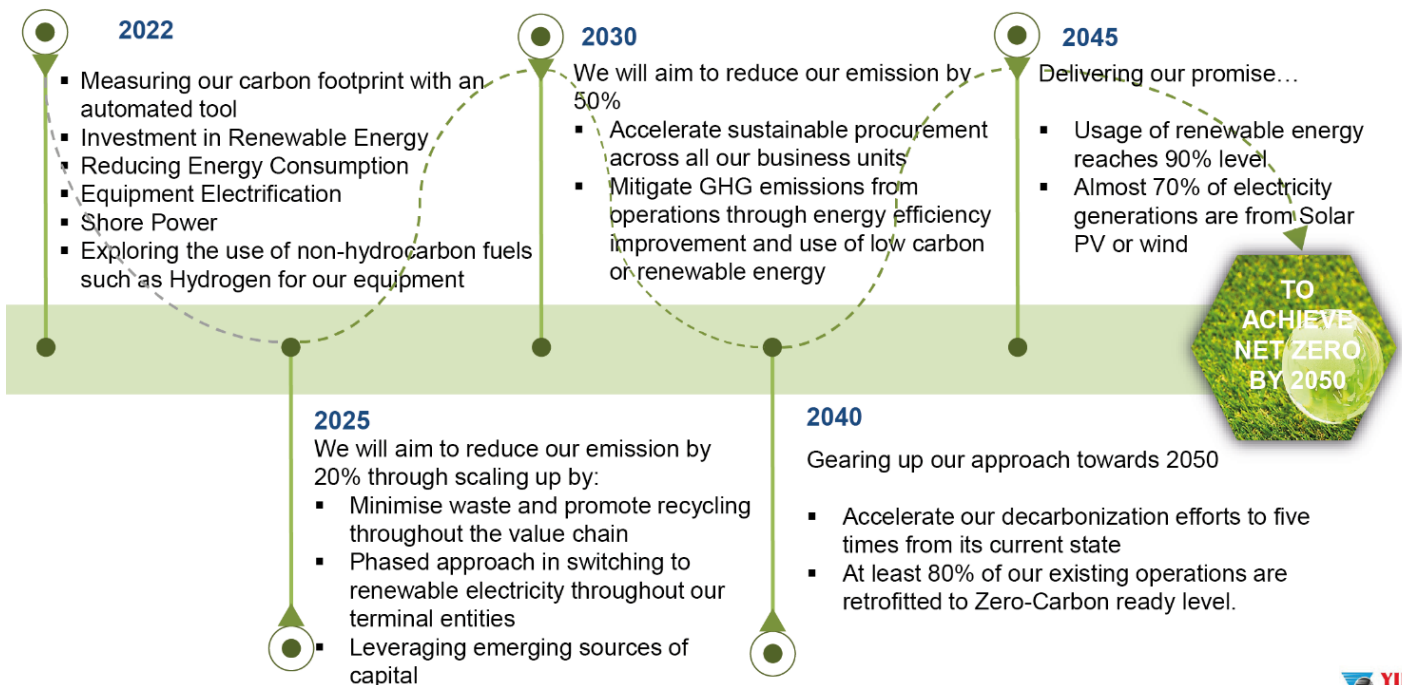 2022
▪ Measuring our carbon footprint with an
automated tool
▪ Investment in Renewable Energy
▪ Reducing Energy Consumption
▪ Equipment Electrification
▪ Shore Power
▪ Exploring the use of non-hydrocarbon fuels
such as Hydrogen for our equipment
2025
We will aim to reduce our emission by
20% through scaling up by:
▪ Minimise waste and promote recycling
throughout the value chain
▪ Phased approach in switching to
renewable electricity throughout our
terminal entities
▪ Leveraging emerging sources of
capital
2030
We will aim to reduce our emission by
50%
▪ Accelerate sustainable procurement
across all our business units
▪ Mitigate GHG emissions from
operations through energy efficiency
improvement and use of low carbon
or renewable energy
2040
Gearing up our approach towards 2050
▪ Accelerate our decarbonization efforts to five
times from its current state
▪ At least 80% of our existing operations are
retrofitted to Zero-Carbon ready level.
2045
Delivering our promise…
▪ Usage of renewable energy
reaches 90% level
▪ Almost 70% of electricity
generations are from Solar
PV or wind
TO
ACHIEVE
NET ZERO
BY 2050